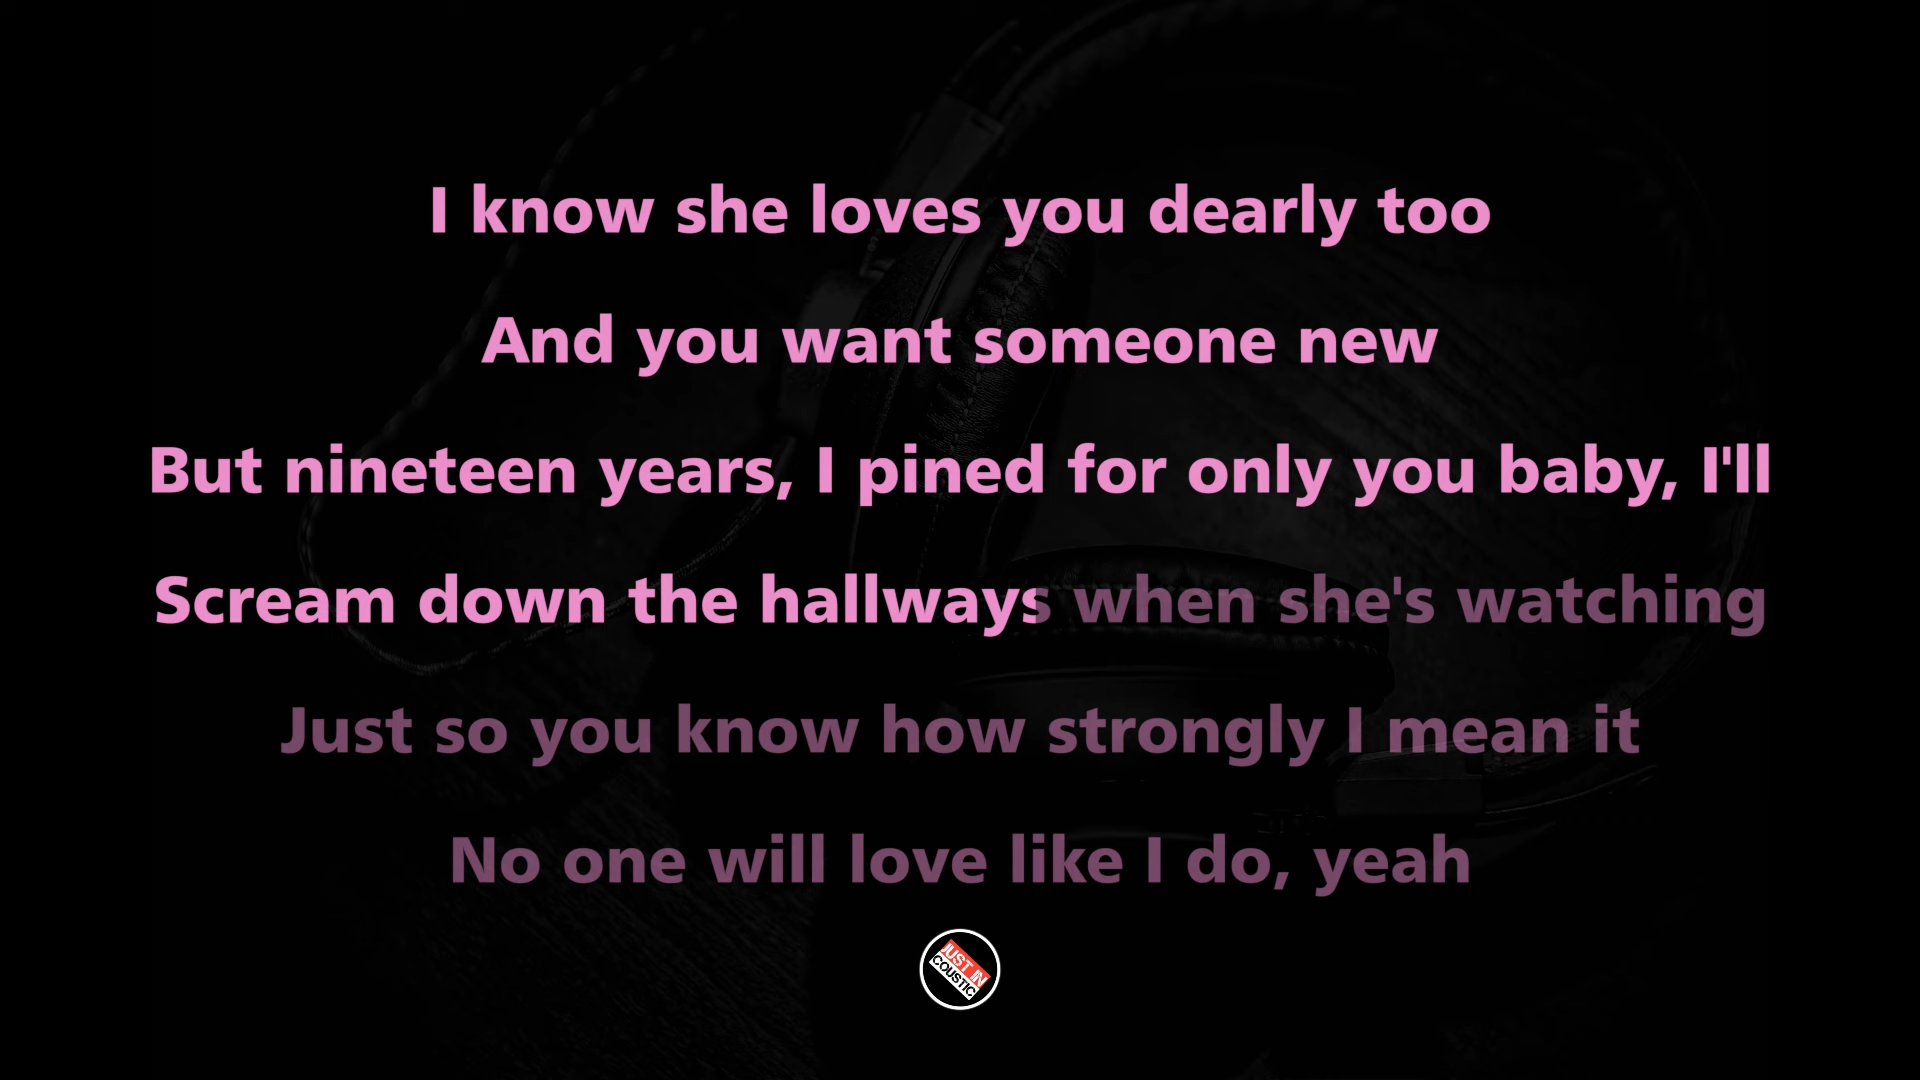 I know she loves you dearly too
And you want someone new
But nineteen years, I pined for only you baby, I'll
Scream down the hallways when she's watching
Just so you know how strongly I mean it
No one will love like I do, yeah
JUST IN
COUSTIC